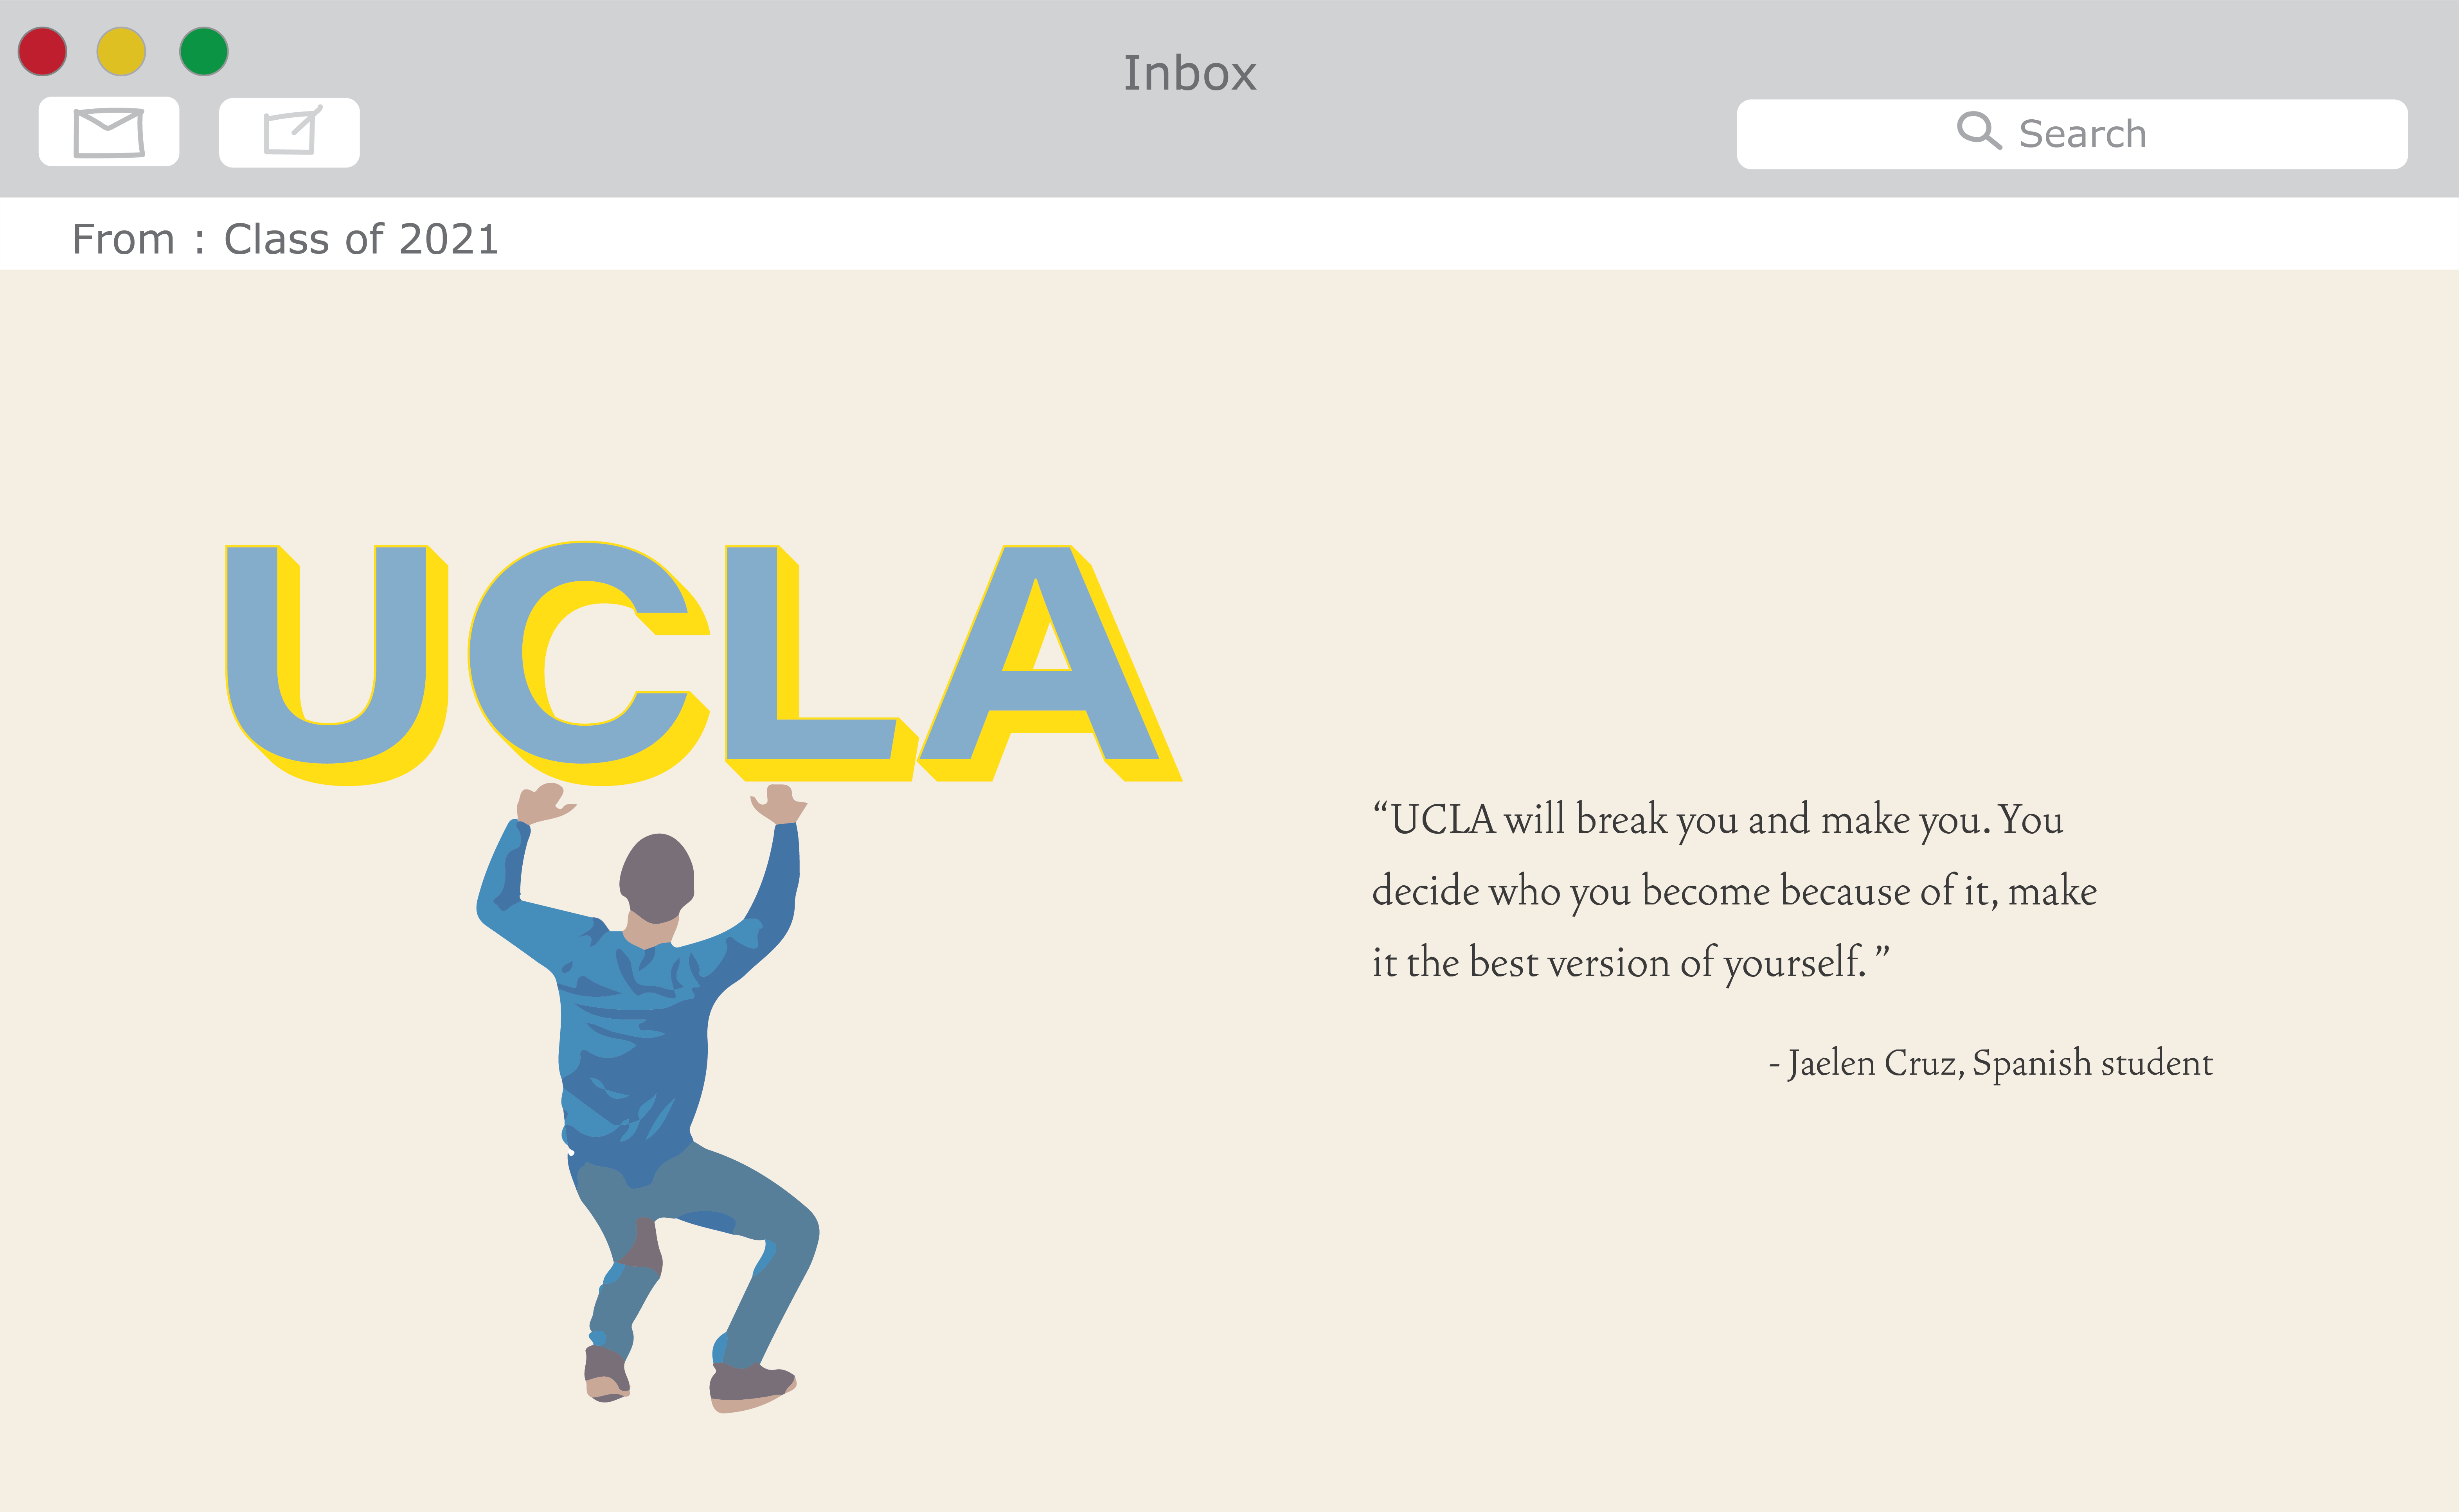 Inbox
Search
From : Class of 2021
UCLA
“UCLA will break you and make you. You
decide who you become because of it, make
it the best version of yourself. ”
- Jaelen Cruz, Spanish student